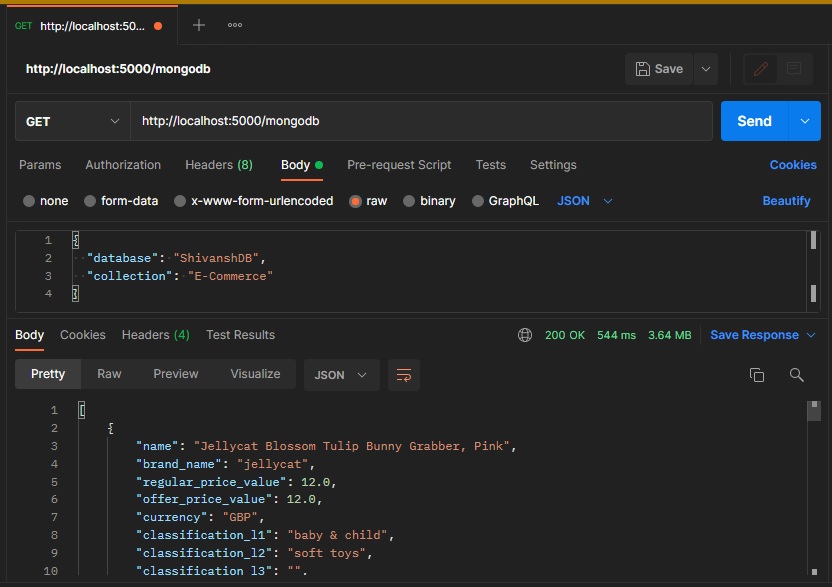 GET http://localhost:50...
http://localhost:5000/mongodb
Save
GET http://localhost:5000/mongodb Send
Params Authorization Headers (8) Body Pre-request Script Tests Settings Cookies
none form-data x-www-form-urlencoded raw binary GraphQL JSON Beautify
1 {
2 "database": "ShivanshDB",
3 "collection": "E-Commerce"
4 }
Body Cookies Headers (4) Test Results 200 OK 544 ms 3.64 MB Save Response
Pretty Raw Preview Visualize JSON
1 [
2 {
3 "name": "Jellycat Blossom Tulip Bunny Grabber, Pink",
4 "brand_name": "jellycat",
5 "regular_price_value": 12.0,
6 "offer_price_value": 12.0,
7 "currency": "GBP",
8 "classification_l1": "baby & child",
9 "classification_l2": "soft toys",
10 "classification_l3": "",